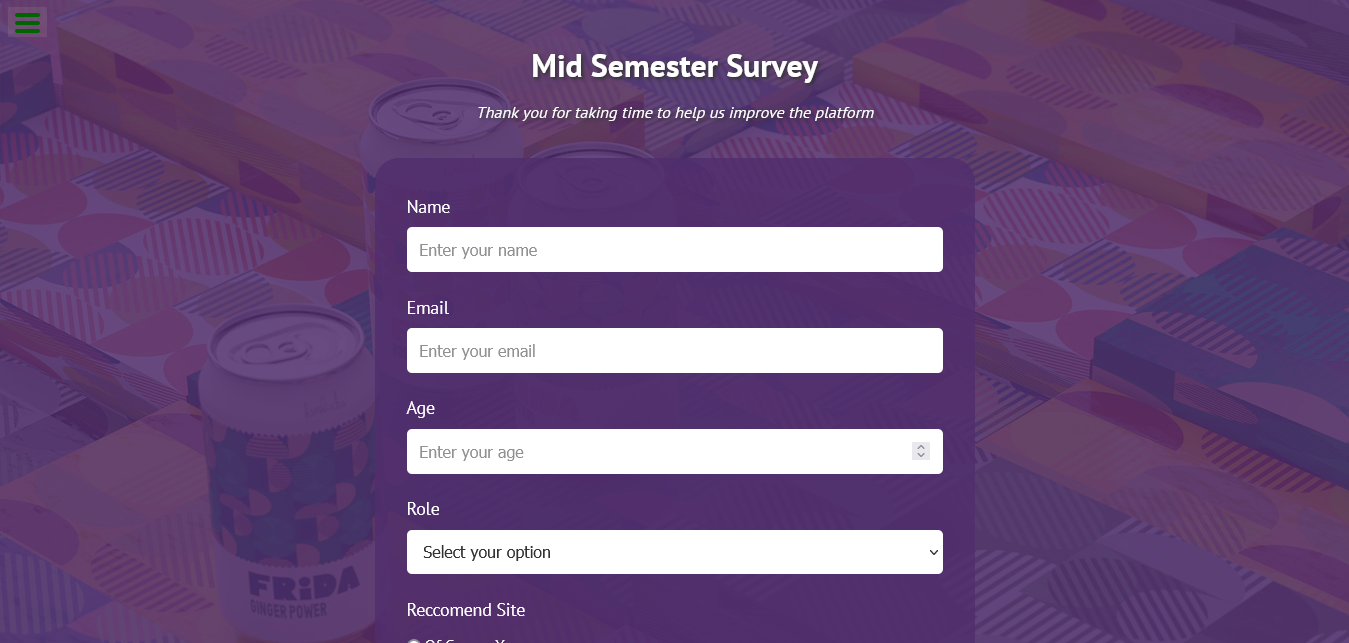 Mid Semester Survey
Thank you for taking time to help us improve the platform
Name
Enter your name
Email
Enter your email
Age
Enter your age
Role
Select your option
FRiDA
GINGER POWER
Reccomend Site